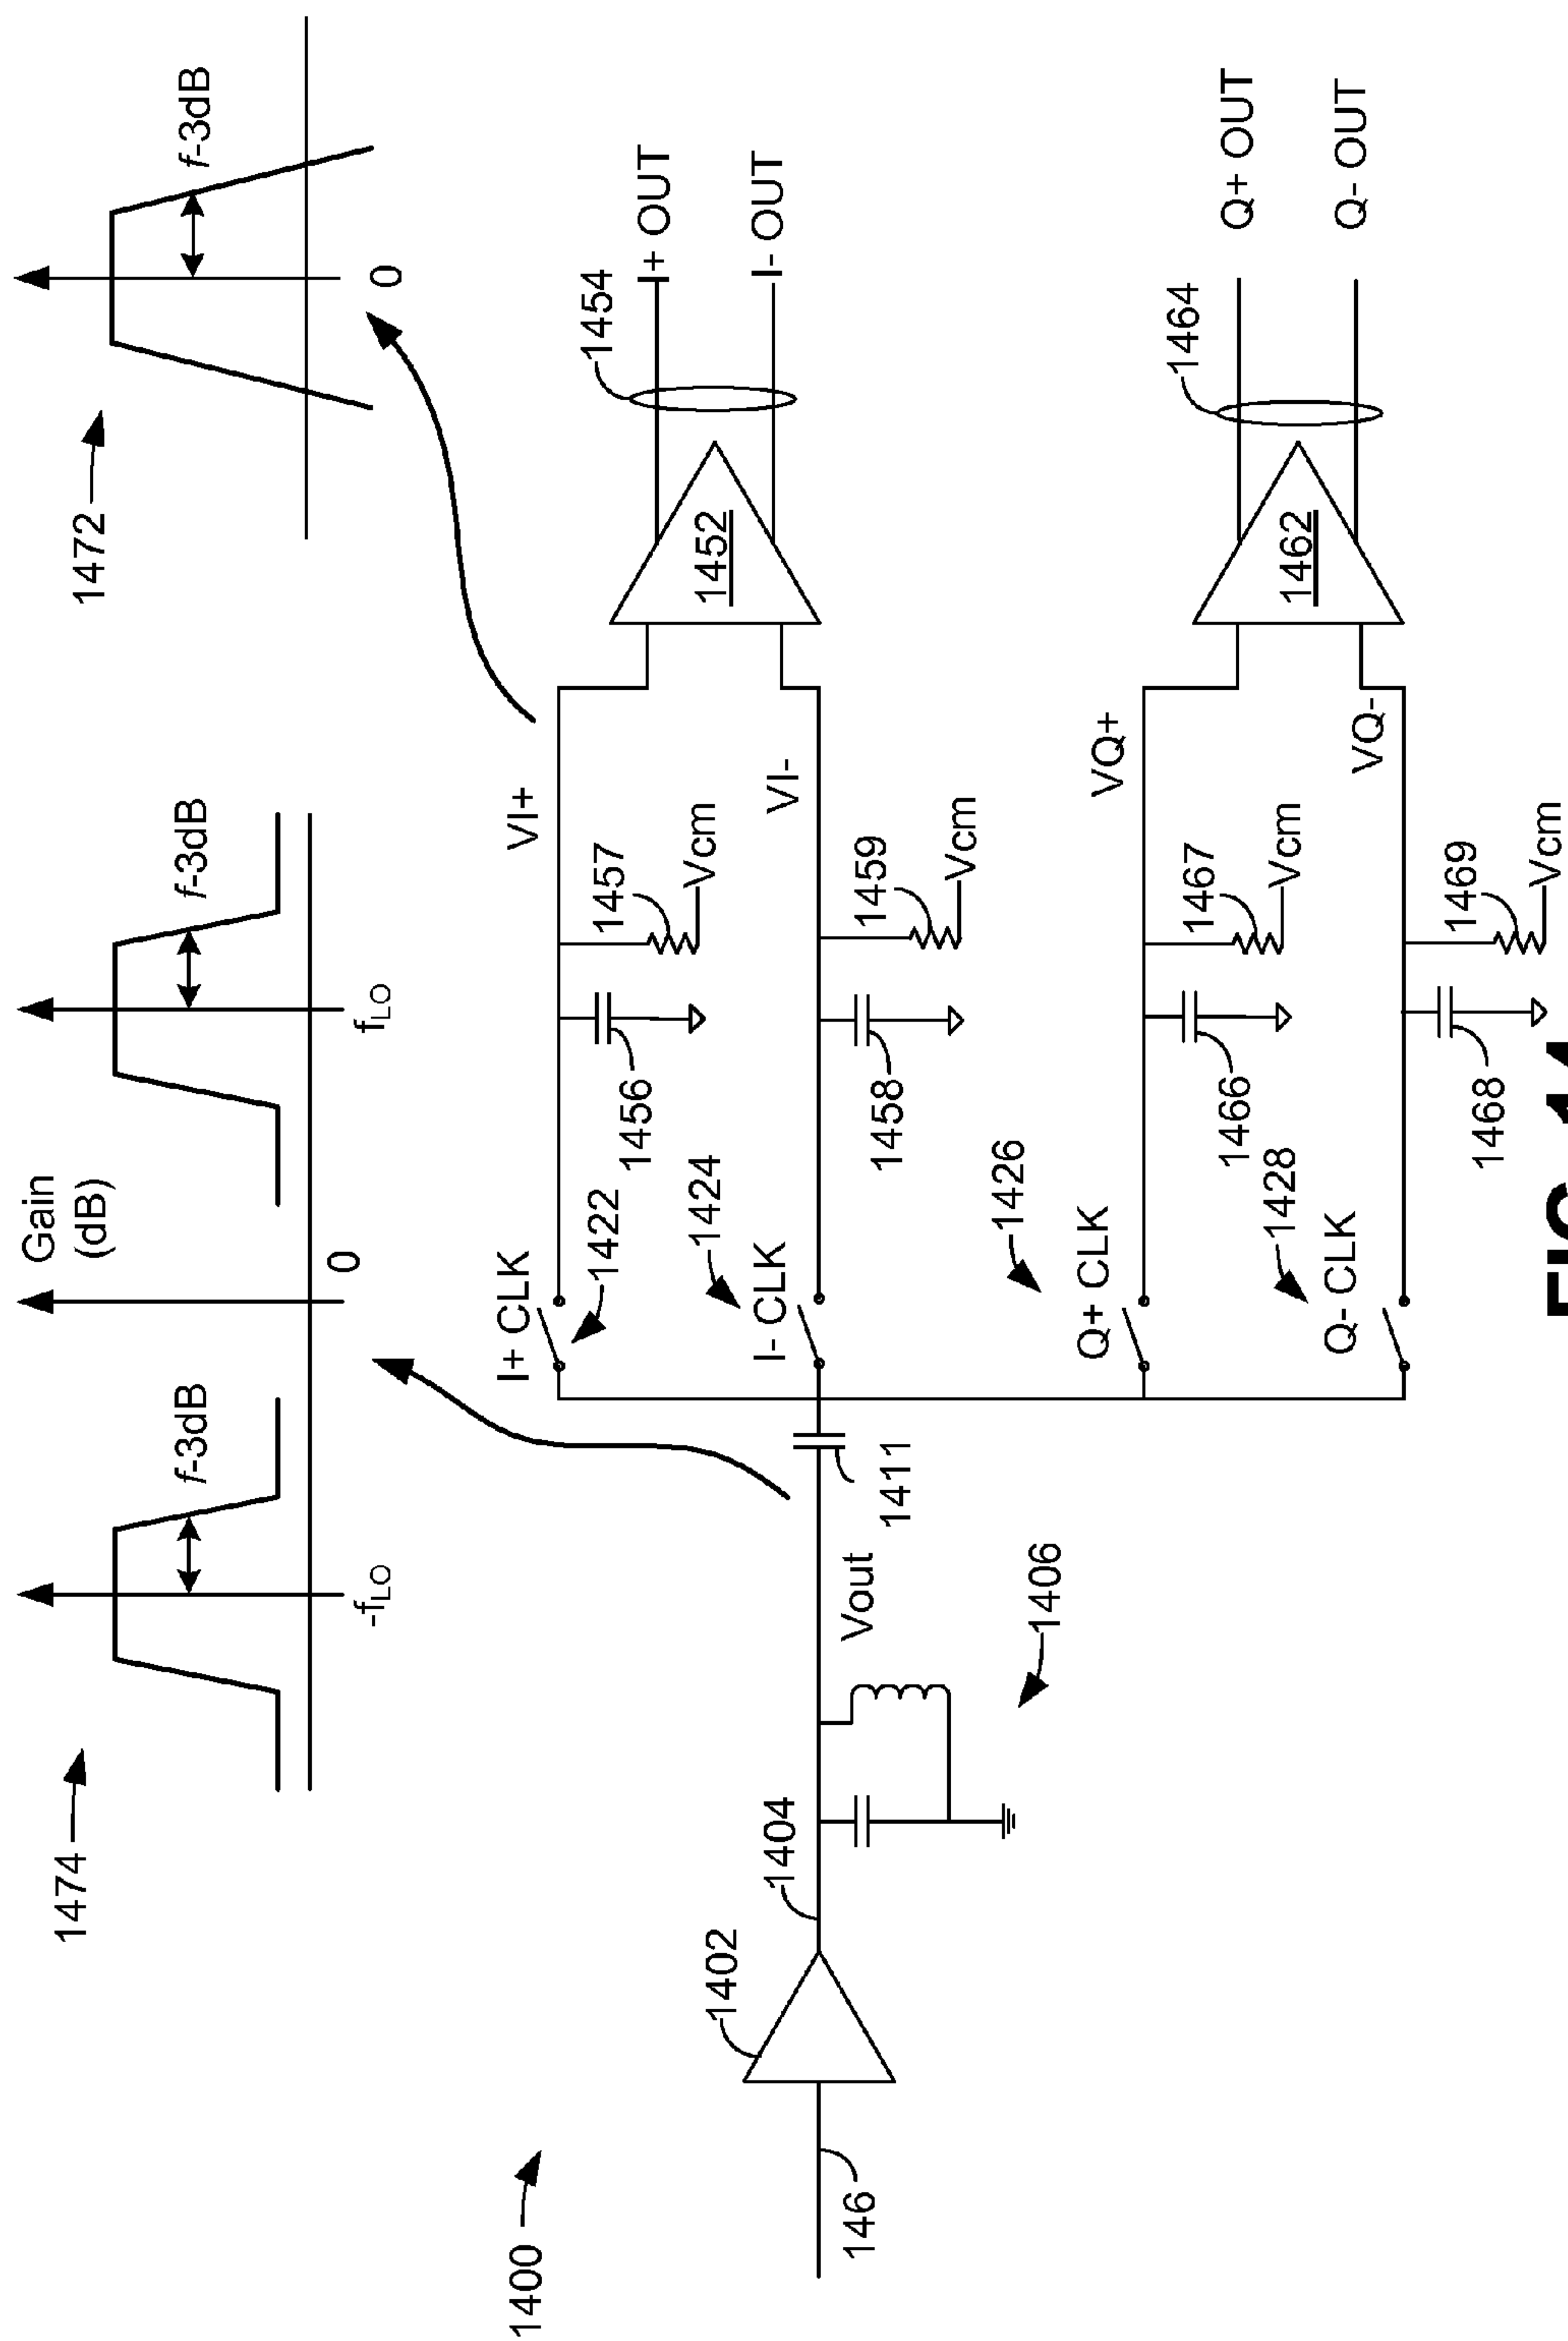 1474
1472
Gain
(dB)
f-3dB
f-3dB
f-3dB
-fLO
0
fLO
0
1400
146
1402
1404
1406
Vout
1411
I+ CLK
1422
1424
I- CLK
1426
Q+ CLK
1428
Q- CLK
VI+
1456
1457
Vcm
VI-
1458
1459
Vcm
VQ+
1466
1467
Vcm
VQ-
1468
1469
Vcm
1452
1454
I+ OUT
I- OUT
1462
1464
Q+ OUT
Q- OUT
FIG.